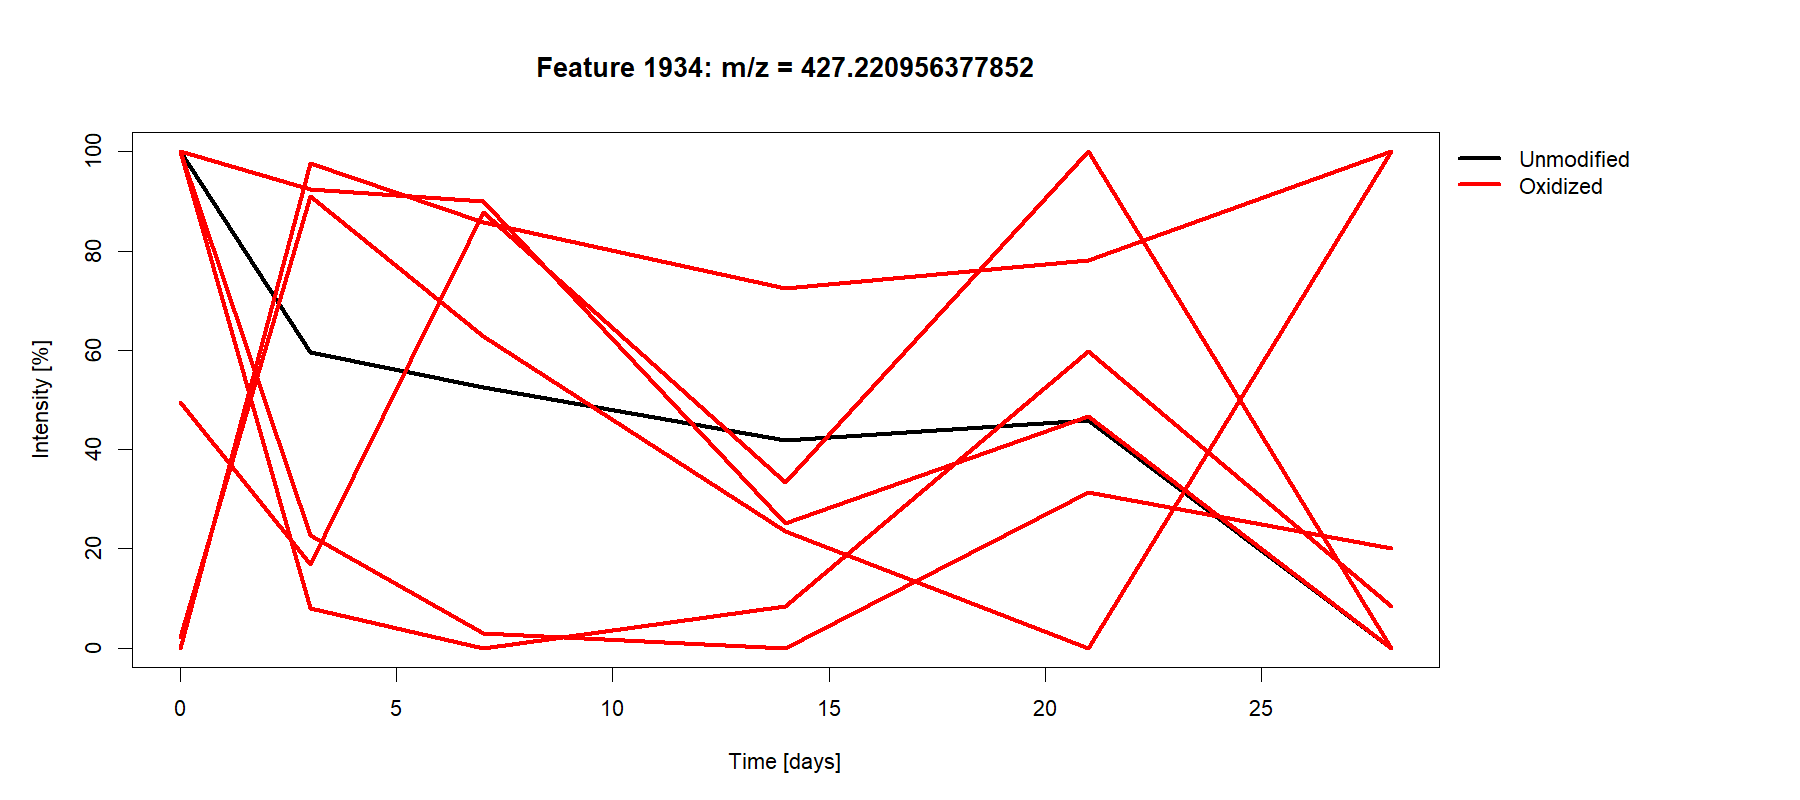 Feature 1934: m/z = 427.220956377852
Unmodified
Oxidized
Intensity [%]
100
80
60
40
20
0
0 5 10 15 20 25
Time [days]